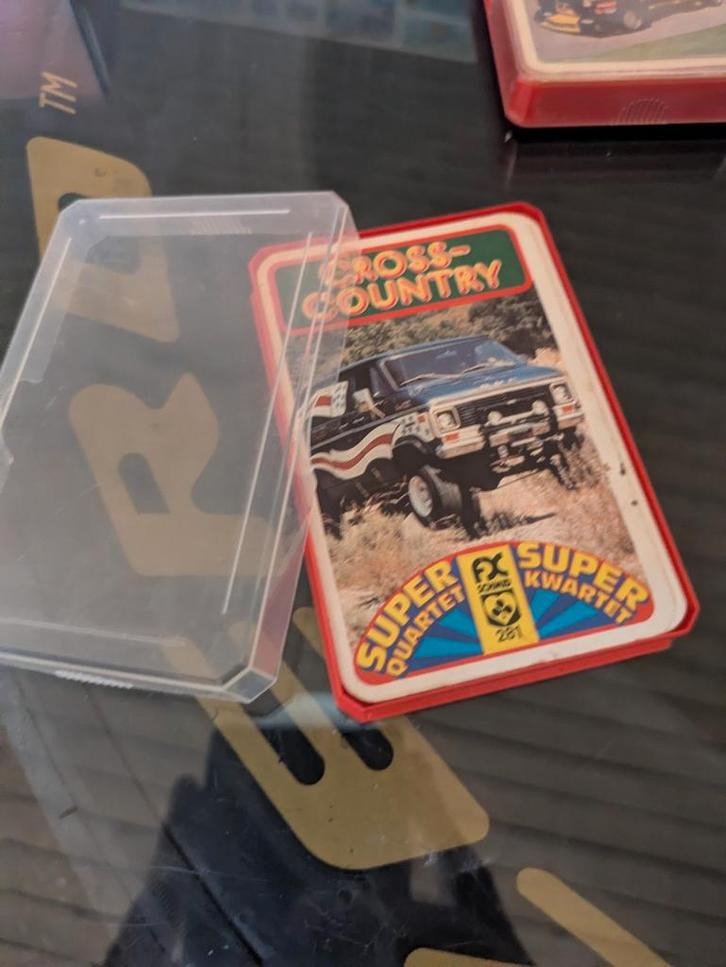 TM
CROSS-
COUNTRY
SUPER
QUARTET
FX
SCHMID
281
SUPER
KWARTET